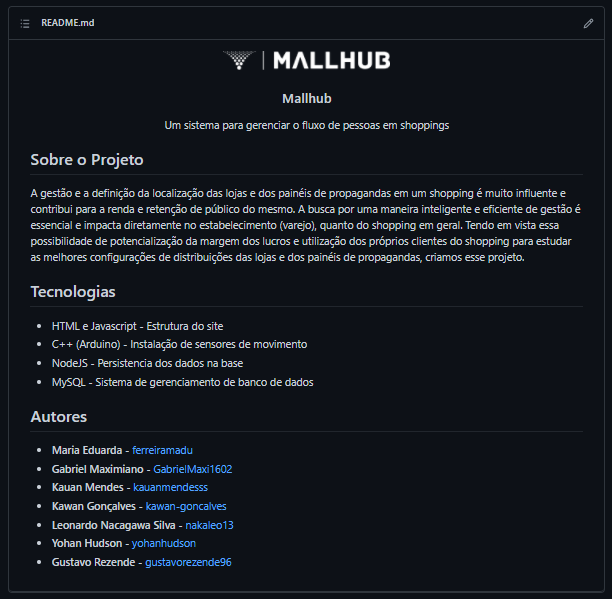 README.md
MALLHUB
Mallhub
Um sistema para gerenciar o fluxo de pessoas em shoppings
Sobre o Projeto
A gestão e a definição da localização das lojas e dos painéis de propagandas em um shopping é muito influente e
contribui para a renda e retenção de público do mesmo. A busca por uma maneira inteligente e eficiente de gestão é
essencial e impacta diretamente no estabelecimento (varejo), quanto do shopping em geral. Tendo em vista essa
possibilidade de potencialização da margem dos lucros e utilização dos próprios clientes do shopping para estudar
as melhores configurações de distribuições das lojas e dos painéis de propagandas, criamos esse projeto.
Tecnologias
• HTML e Javascript - Estrutura do site
• C++ (Arduino) - Instalação de sensores de movimento
• NodeJS - Persistencia dos dados na base
• MySQL - Sistema de gerenciamento de banco de dados
Autores
• Maria Eduarda - ferreiramadu
• Gabriel Maximiano - GabrielMaxi1602
• Kauan Mendes - kauanmendesss
• Kawan Gonçalves - kawan-goncalves
• Leonardo Nacagawa Silva - nakaleo13
• Yohan Hudson - yohanhudson
• Gustavo Rezende - gustavorezende96